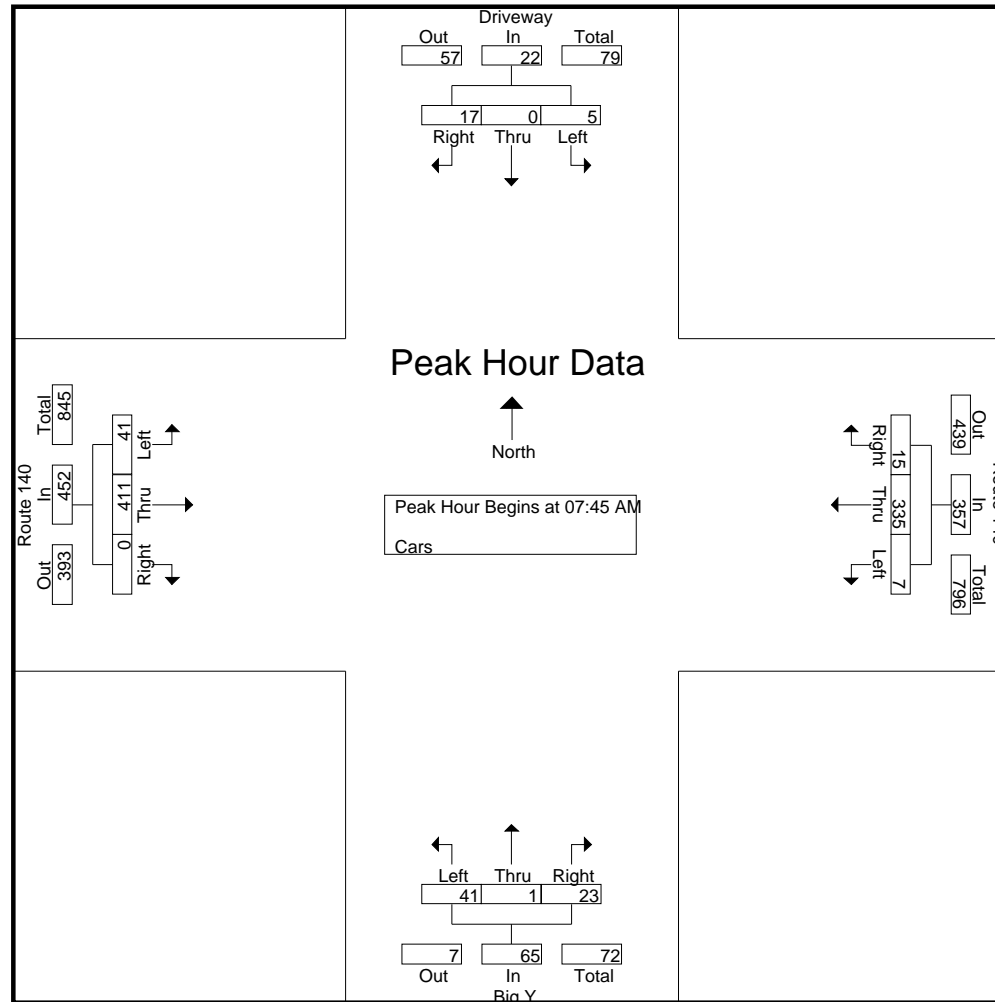 Driveway
Out In Total
57 22 79
17 0 5
Right Thru Left
Peak Hour Data
North
Peak Hour Begins at 07:45 AM
Cars
Route 140
Total In Out
845 452 393
41 411 0
Left Thru Right
Out In Total
439 357 796
15 335 7
Right Thru Left
Left Thru Right
41 1 23
7 65 72
Out In Total
Big Y